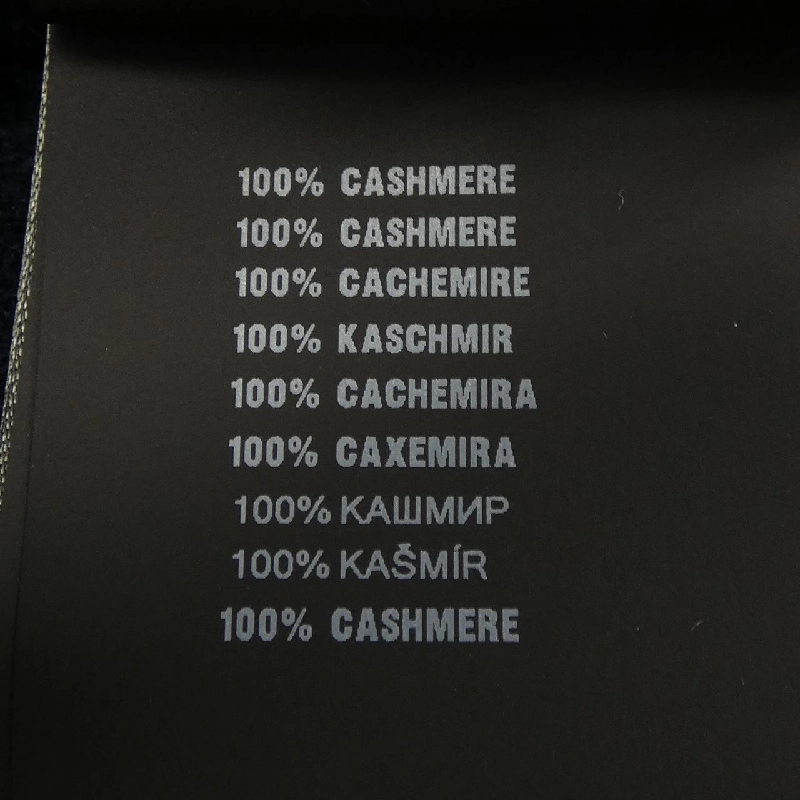 100% CASHMERE
100% CASHMERE
100% CACHEMIRE
100% KASCHMIR
100% CACHEMIRA
100% CAXEMIRA
100% КАШМИР
100% KAŠMÍR
100% CASHMERE